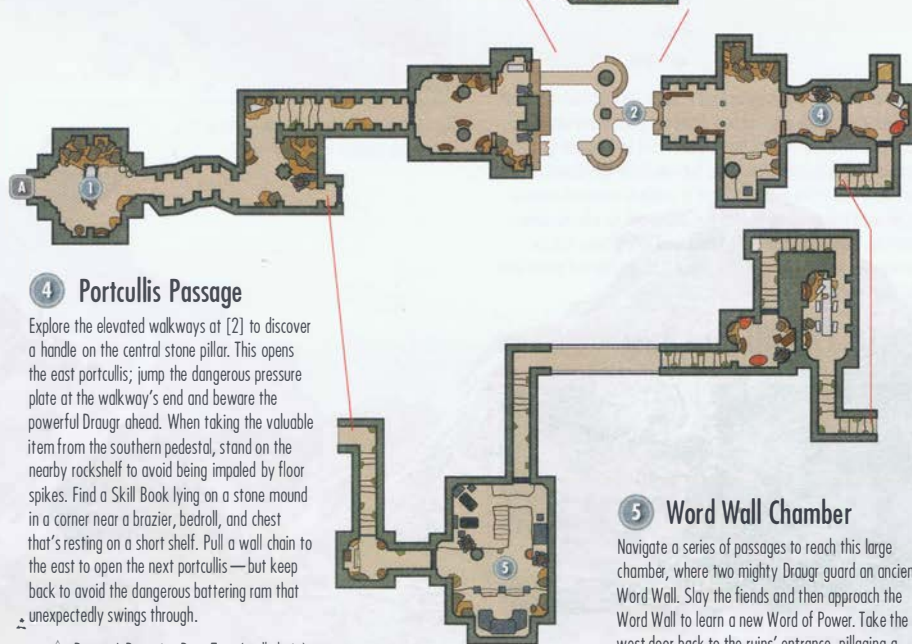 A
1
2
4
4 Portcullis Passage
Explore the elevated walkways at [2] to discover
a handle on the central stone pillar. This opens
the east portcullis; jump the dangerous pressure
plate at the walkway's end and beware the
powerful Draugr ahead. When taking the valuable
item from the southern pedestal, stand on the
nearby rockshelf to avoid being impaled by floor
spikes. Find a Skill Book lying on a stone mound
in a corner near a brazier, bedroll, and chest
that's resting on a short shelf. Pull a wall chain to
the east to open the next portcullis—but keep
back to avoid the dangerous battering ram that
unexpectedly swings through.
5
5 Word Wall Chamber
Navigate a series of passages to reach this large
chamber, where two mighty Draugr guard an ancien
Word Wall. Slay the fiends and then approach the
Word Wall to learn a new Word of Power. Take the
west door back to the ruins' entrance, pillaging a